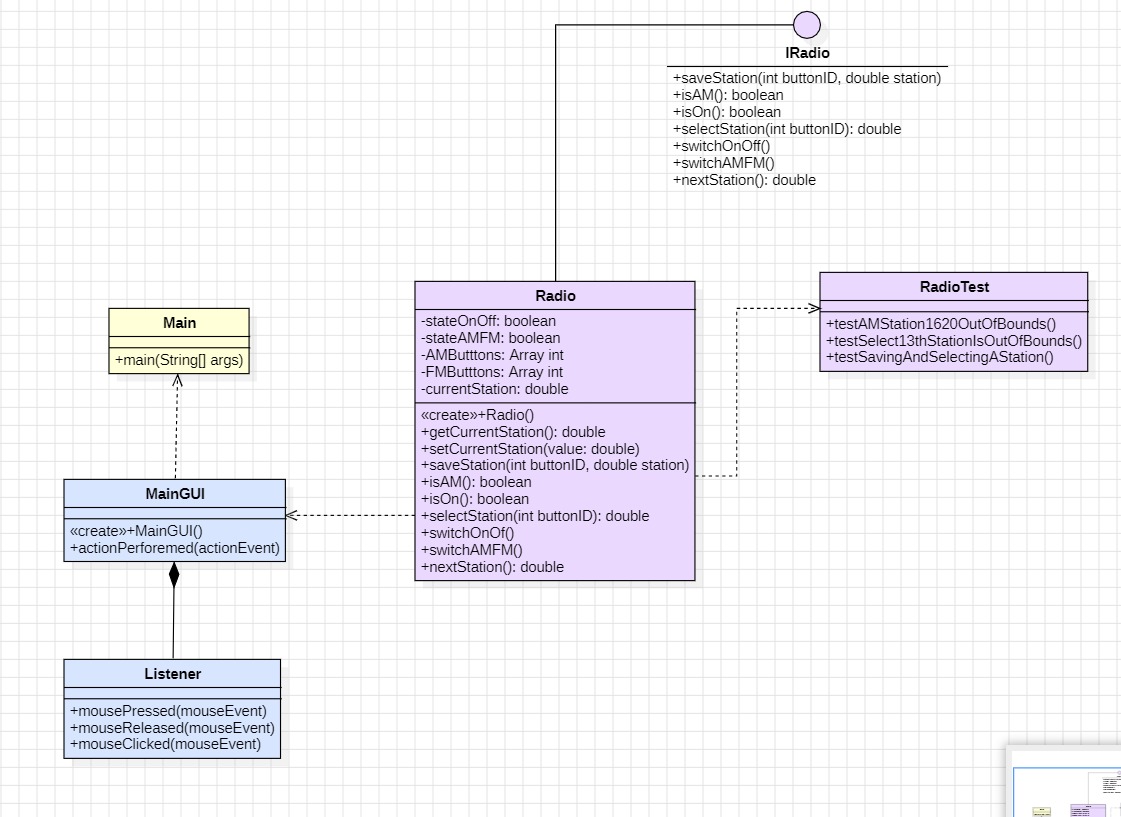 IRadio
+saveStation(int buttonID, double station)
+isAM(): boolean
+isOn(): boolean
+selectStation(int buttonID): double
+switchOnOff()
+switchAMFM()
+nextStation(): double
Main
+main(String[] args)
MainGUI
«create»+MainGUI()
+actionPerforemed(actionEvent)
Listener
+mousePressed(mouseEvent)
+mouseReleased(mouseEvent)
+mouseClicked(mouseEvent)
Radio
-stateOnOff: boolean
-stateAMFM: boolean
-AMButttons: Array int
-FMButttons: Array int
-currentStation: double
«create»+Radio()
+getCurrentStation(): double
+setCurrentStation(value: double)
+saveStation(int buttonID, double station)
+isAM(): boolean
+isOn(): boolean
+selectStation(int buttonID): double
+switchOnOf()
+switchAMFM()
+nextStation(): double
RadioTest
+testAMStation1620OutOfBounds()
+testSelect13thStationIsOutOfBounds()
+testSavingAndSelectingAStation()